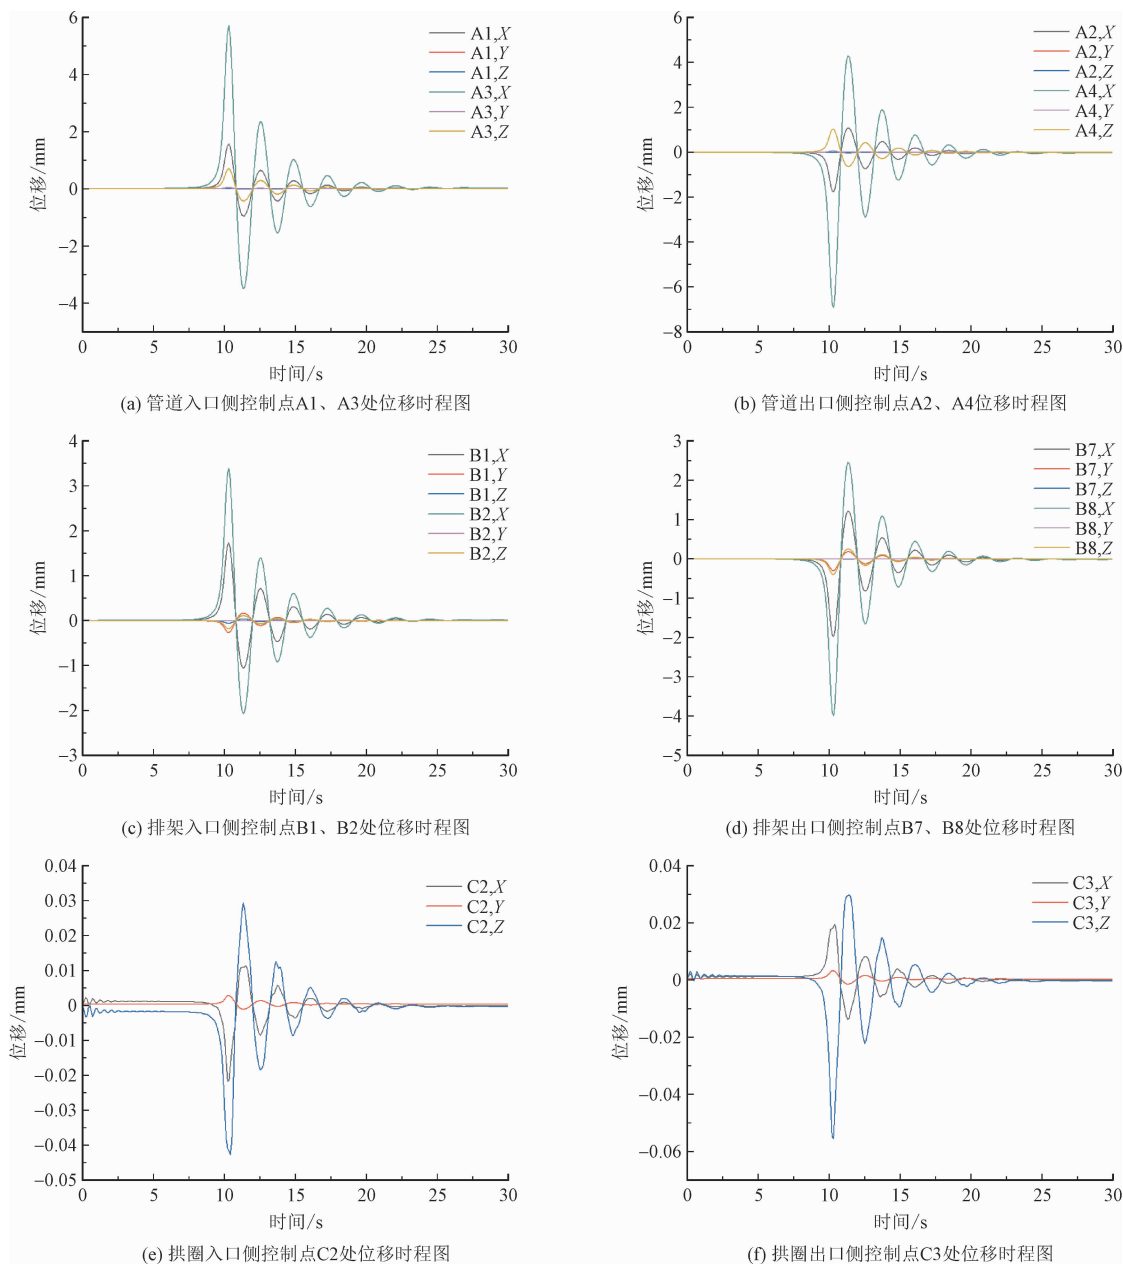 6
4
2
0
−2
−4
位移/mm
A1,X
A1,Y
A1,Z
A3,X
A3,Y
A3,Z
0 5 10 15 20 25 30
时间/s
(a) 管道入口侧控制点A1、A3处位移时程图
6
4
2
0
−2
−4
−6
−8
位移/mm
A2,X
A2,Y
A2,Z
A4,X
A4,Y
A4,Z
0 5 10 15 20 25 30
时间/s
(b) 管道出口侧控制点A2、A4位移时程图
4
3
2
1
0
−1
−2
−3
位移/mm
B1,X
B1,Y
B1,Z
B2,X
B2,Y
B2,Z
0 5 10 15 20 25 30
时间/s
(c) 排架入口侧控制点B1、B2处位移时程图
3
2
1
0
−1
−2
−3
−4
−5
位移/mm
B7,X
B7,Y
B7,Z
B8,X
B8,Y
B8,Z
0 5 10 15 20 25 30
时间/s
(d) 排架出口侧控制点B7、B8处位移时程图
0.04
0.03
0.02
0.01
0
−0.01
−0.02
−0.03
−0.04
−0.05
位移/mm
C2,X
C2,Y
C2,Z
0 5 10 15 20 25 30
时间/s
(e) 拱圈入口侧控制点C2处位移时程图
0.04
0.02
0
−0.02
−0.04
−0.06
位移/mm
C3,X
C3,Y
C3,Z
0 5 10 15 20 25 30
时间/s
(f) 拱圈出口侧控制点C3处位移时程图